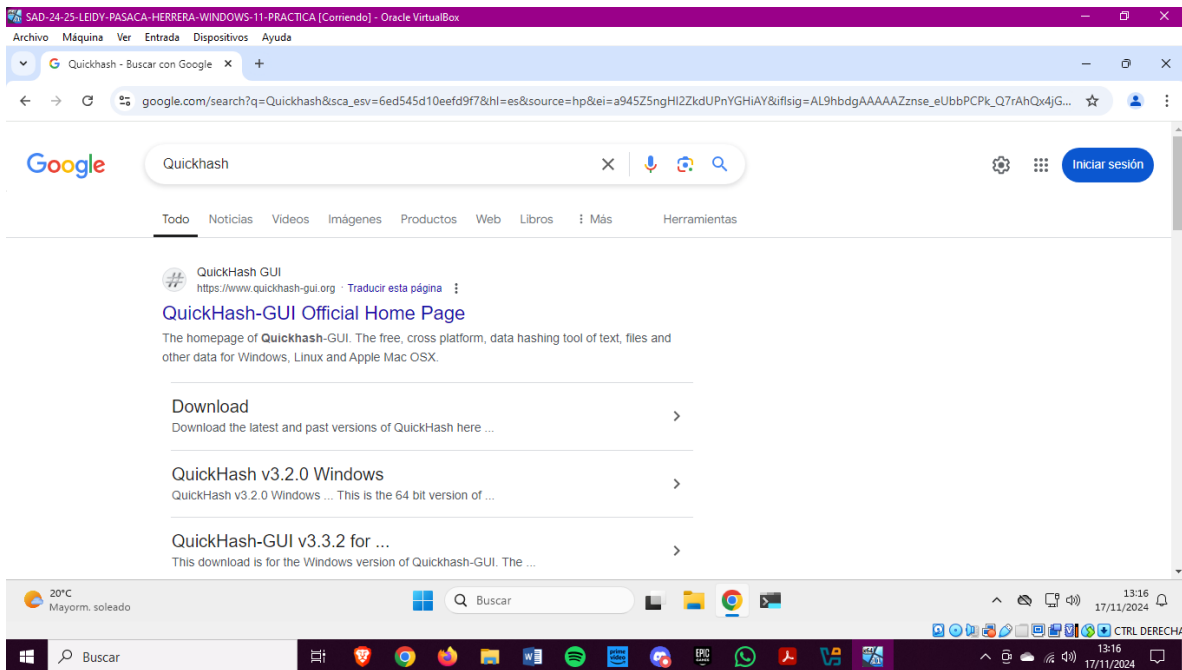 SAD-24-25-LEIDY-PASACA-HERRERA-WINDOWS-11-PRACTICA [Corriendo] - Oracle VirtualBox
Archivo Máquina Ver Entrada Dispositivos Ayuda
Quickhash - Buscar con Google
google.com/search?q=Quickhash&sca_esv=6ed545d10eefd9f7&hl=es&source=hp&ei=a945Z5ngHI2ZkdUPnYGHiAY&iflsig=AL9hbdgAAAAAZznse_eUbbPCPk_Q7rAhQx4jG...
Google Quickhash Iniciar sesión
Todo Noticias Videos Imágenes Productos Web Libros Más Herramientas
QuickHash GUI
https://www.quickhash-gui.org · Traducir esta página
QuickHash-GUI Official Home Page
The homepage of Quickhash-GUI. The free, cross platform, data hashing tool of text, files and
other data for Windows, Linux and Apple Mac OSX.
Download
Download the latest and past versions of QuickHash here ...
QuickHash v3.2.0 Windows
QuickHash v3.2.0 Windows ... This is the 64 bit version of ...
QuickHash-GUI v3.3.2 for ...
This download is for the Windows version of Quickhash-GUI. The ...
20°C
Mayorm. soleado
Buscar
13:16
17/11/2024
CTRL DERECHA
Buscar
prime video
EPIC
13:16
17/11/2024